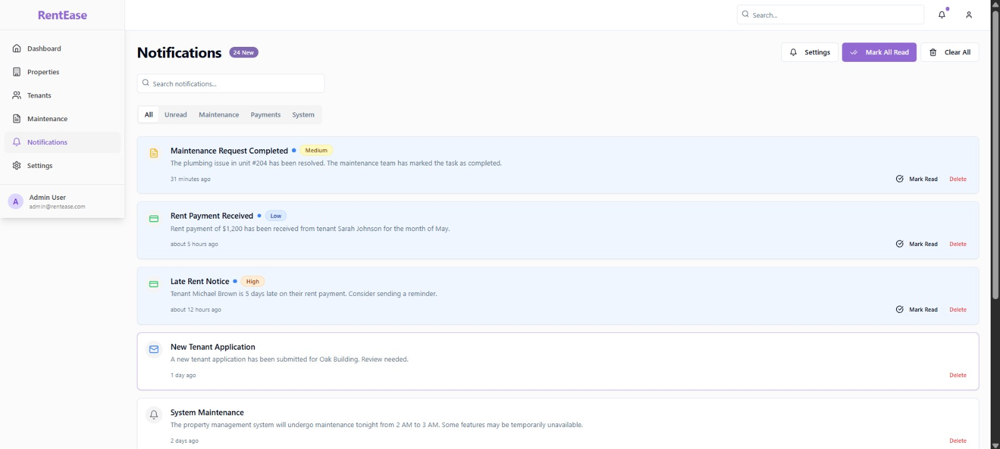 RentEase
Search...
Dashboard
Properties
Tenants
Maintenance
Notifications
Settings
A
Admin User
admin@rentease.com
Notifications 24 New
Settings
Mark All Read
Clear All
Search notifications...
All Unread Maintenance Payments System
Maintenance Request Completed Medium
The plumbing issue in unit #204 has been resolved. The maintenance team has marked the task as completed.
31 minutes ago
Mark Read Delete
Rent Payment Received Low
Rent payment of $1,200 has been received from tenant Sarah Johnson for the month of May.
about 5 hours ago
Mark Read Delete
Late Rent Notice High
Tenant Michael Brown is 5 days late on their rent payment. Consider sending a reminder.
about 12 hours ago
Mark Read Delete
New Tenant Application
A new tenant application has been submitted for Oak Building. Review needed.
1 day ago
Delete
System Maintenance
The property management system will undergo maintenance tonight from 2 AM to 3 AM. Some features may be temporarily unavailable.
2 days ago
Delete